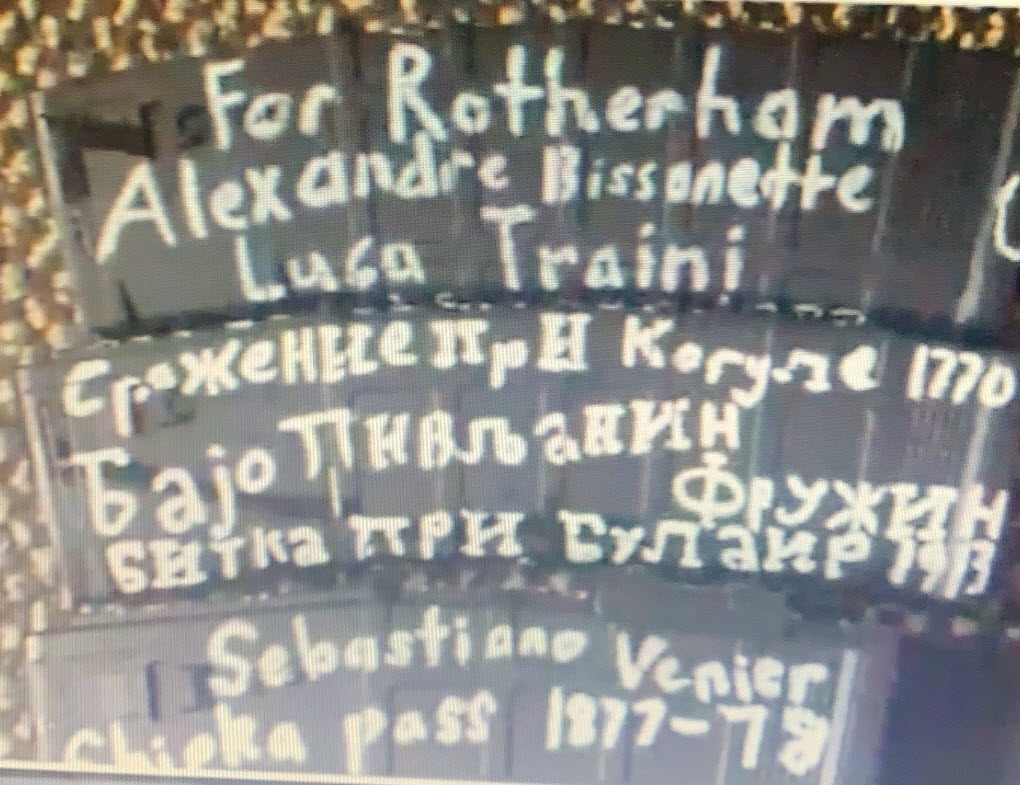 For Rotherham
Alexandre Bissonette
Luca Traini
Сражение при Кагуле 1770
Бајо Пивљанин
Фружин
Битка при Булаир 1913
Sebastiano Venier
Shipka pass 1877-78